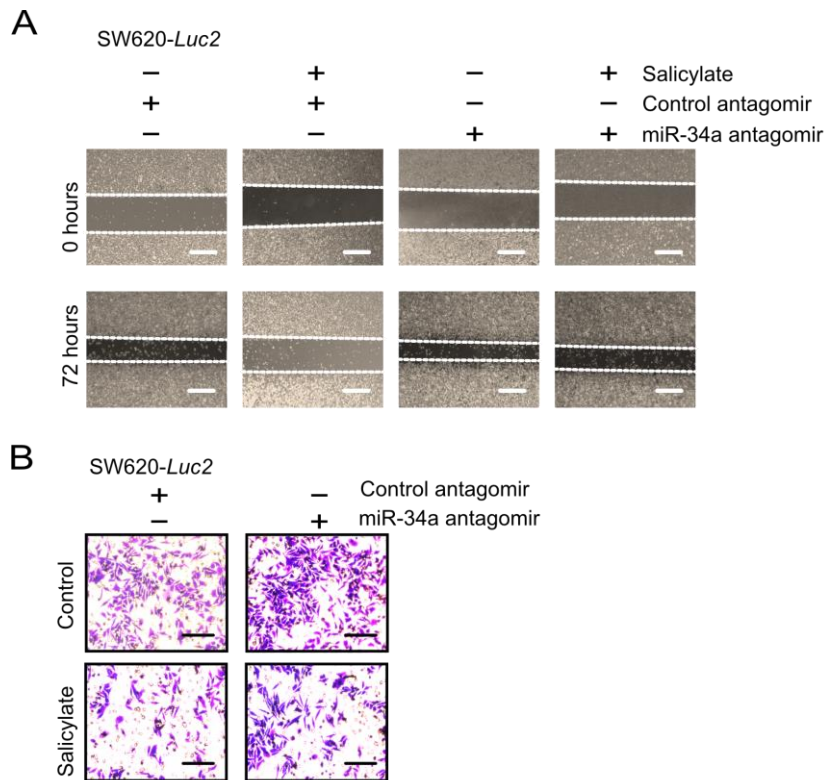 A
SW620-Luc2
– + – + Salicylate
+ + – – Control antagomir
– – + + miR-34a antagomir
0 hours
72 hours
B
SW620-Luc2
+ – Control antagomir
– + miR-34a antagomir
Control
Salicylate